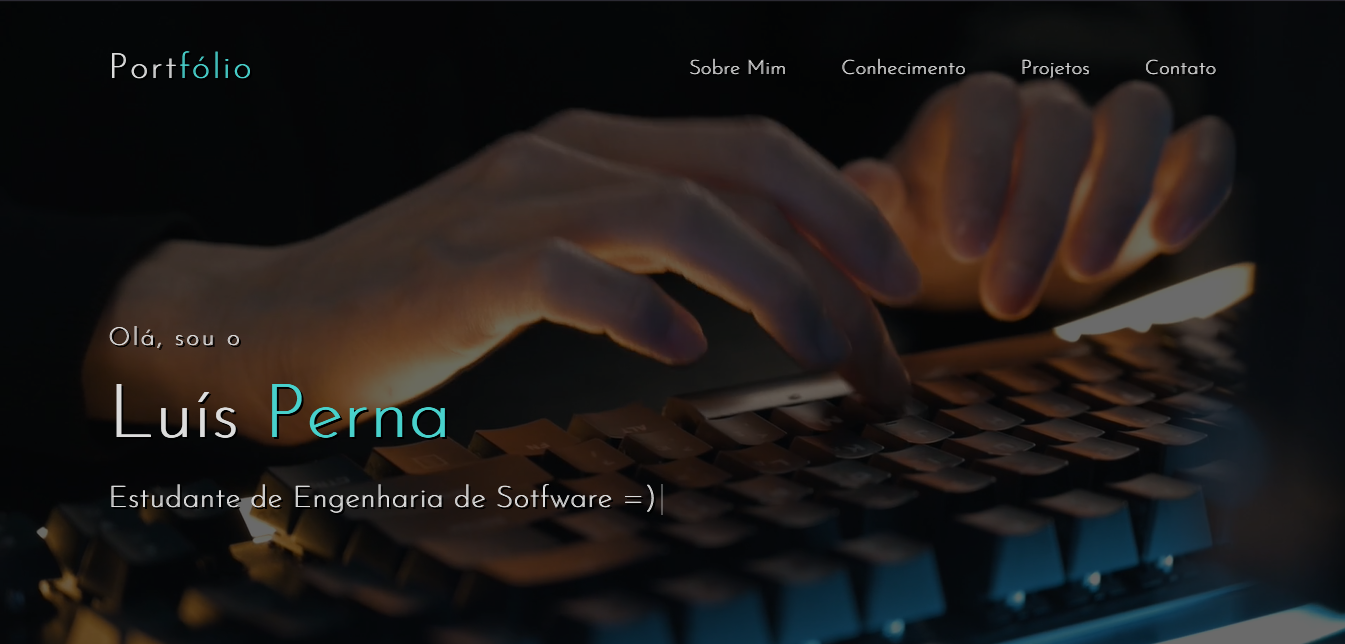 Portfólio
Sobre Mim Conhecimento Projetos Contato
Olá, sou o
Luís Perna
Estudante de Engenharia de Sotfware =)|